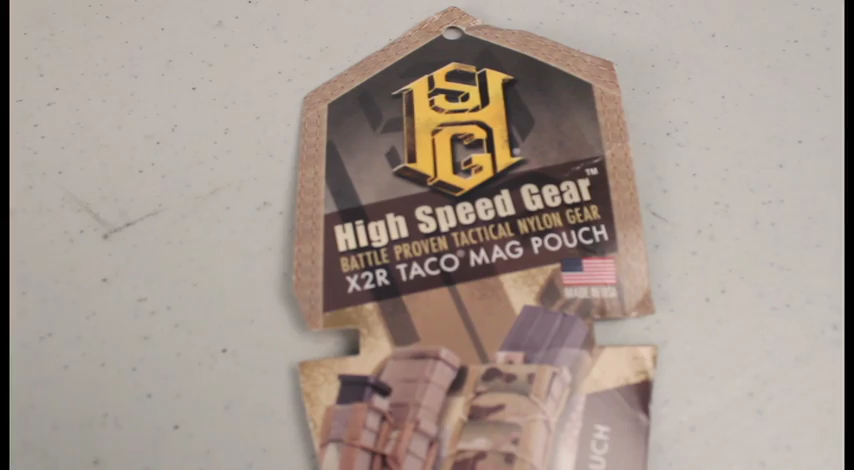 HSG
High Speed Gear™
BATTLE PROVEN TACTICAL NYLON GEAR
X2R TACO® MAG POUCH
MADE IN USA
UCH